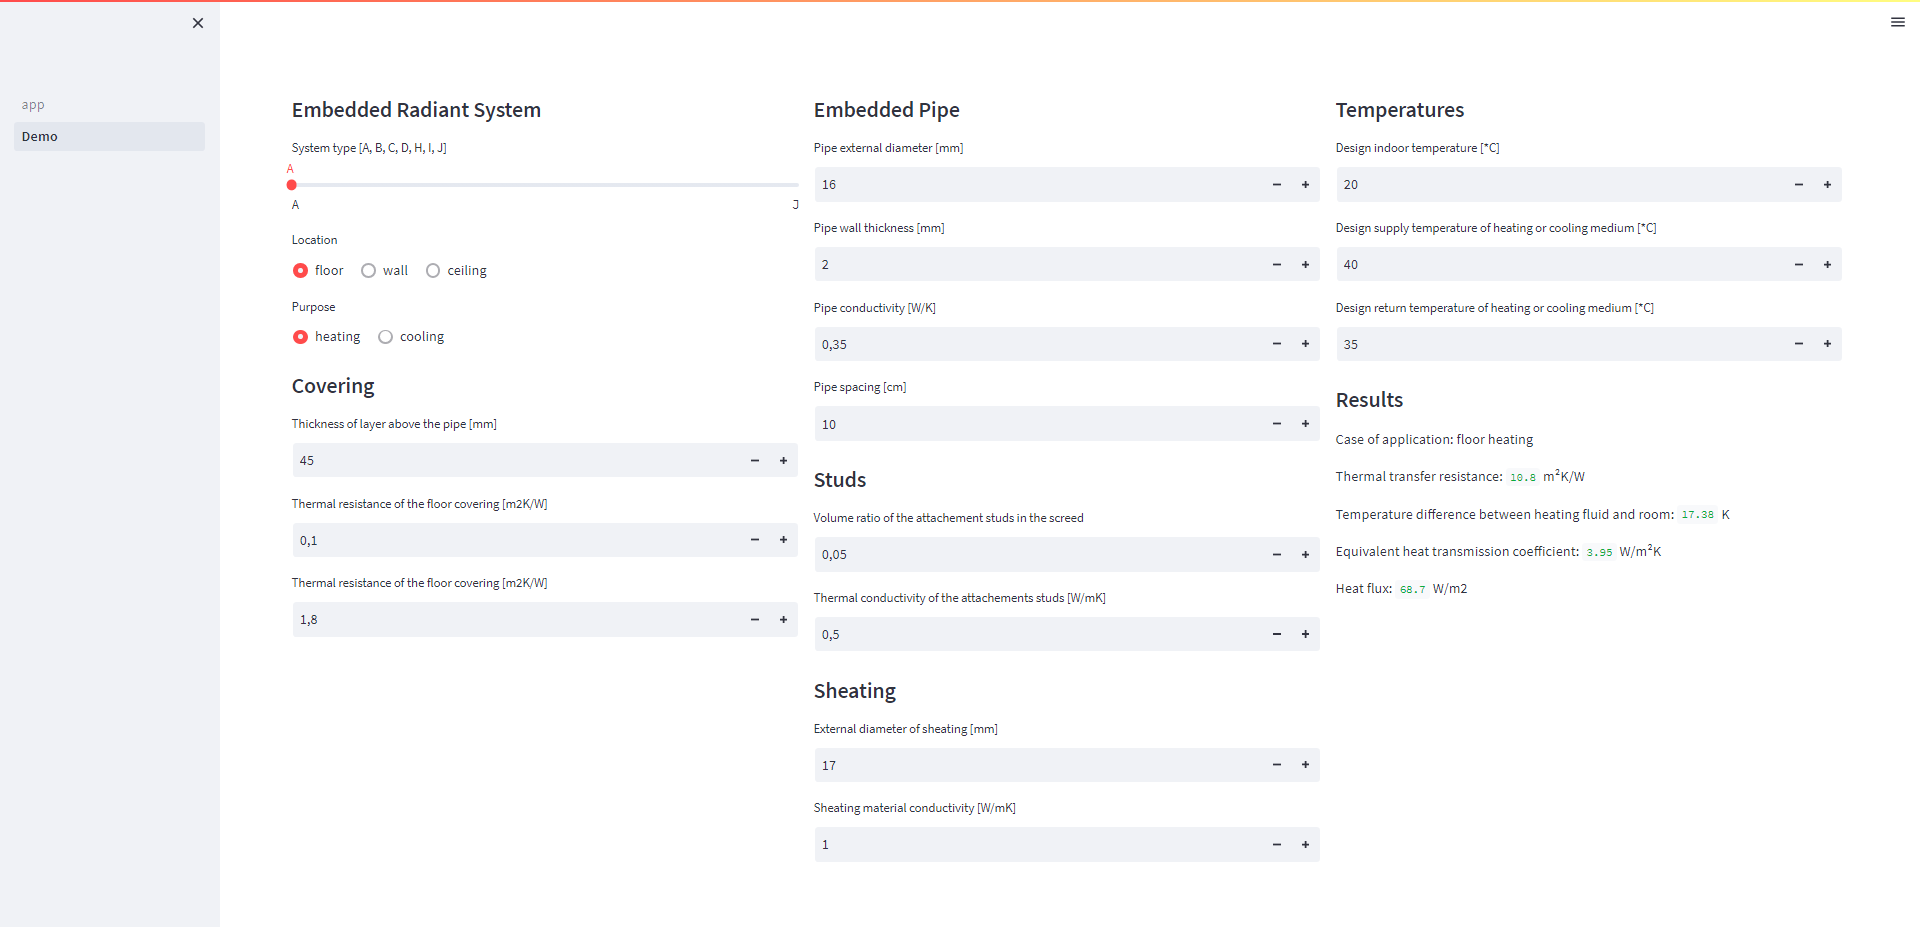 app
Demo
Embedded Radiant System
System type [A, B, C, D, H, I, J]
A
A
J
Location
floor
wall
ceiling
Purpose
heating
cooling
Covering
Thickness of layer above the pipe [mm]
45
Thermal resistance of the floor covering [m2K/W]
0,1
Thermal resistance of the floor covering [m2K/W]
1,8
Embedded Pipe
Pipe external diameter [mm]
16
Pipe wall thickness [mm]
2
Pipe conductivity [W/K]
0,35
Pipe spacing [cm]
10
Studs
Volume ratio of the attachement studs in the screed
0,05
Thermal conductivity of the attachements studs [W/mK]
0,5
Sheating
External diameter of sheating [mm]
17
Sheating material conductivity [W/mK]
1
Temperatures
Design indoor temperature [*C]
20
Design supply temperature of heating or cooling medium [*C]
40
Design return temperature of heating or cooling medium [*C]
35
Results
Case of application: floor heating
Thermal transfer resistance: 10.8 m²K/W
Temperature difference between heating fluid and room: 17.38 K
Equivalent heat transmission coefficient: 3.95 W/m²K
Heat flux: 68.7 W/m2